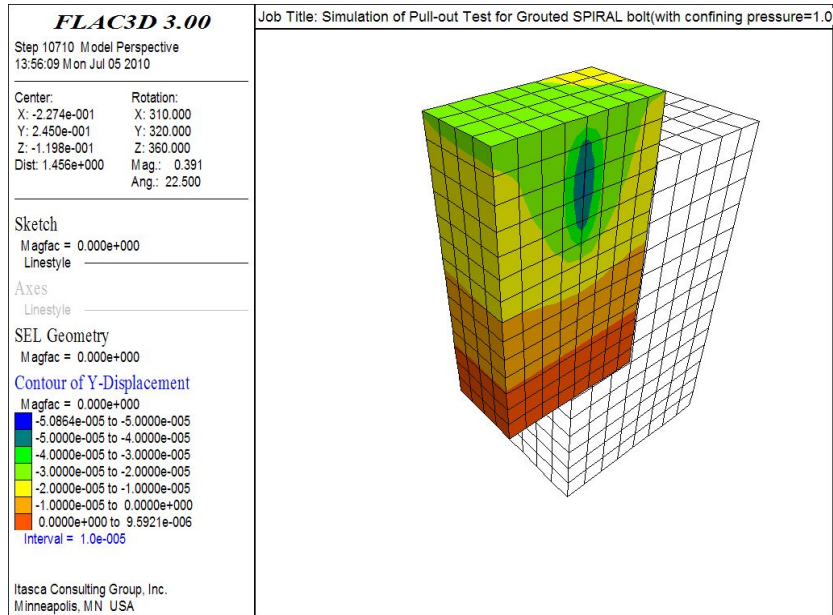 FLAC3D 3.00
Step 10710 Model Perspective
13:56:09 Mon Jul 05 2010
Center:
X: -2.274e-001
Y: 2.450e-001
Z: -1.198e-001
Dist: 1.456e+000
Rotation:
X: 310.000
Y: 320.000
Z: 360.000
Mag.: 0.391
Ang.: 22.500
Sketch
Magfac = 0.000e+000
Linestyle
Axes
Linestyle
SEL Geometry
Magfac = 0.000e+000
Contour of Y-Displacement
Magfac = 0.000e+000
-5.0864e-005 to -5.0000e-005
-5.0000e-005 to -4.0000e-005
-4.0000e-005 to -3.0000e-005
-3.0000e-005 to -2.0000e-005
-2.0000e-005 to -1.0000e-005
-1.0000e-005 to 0.0000e+000
0.0000e+000 to 9.5921e-006
Interval = 1.0e-005
Itasca Consulting Group, Inc.
Minneapolis, MN USA
Job Title: Simulation of Pull-out Test for Grouted SPIRAL bolt(with confining pressure=1.0